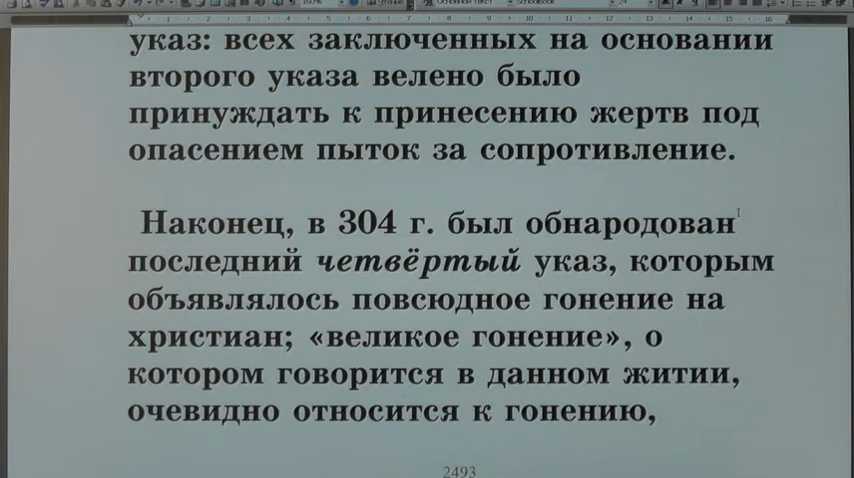 указ: всех заключенных на основании
второго указа велено было
принуждать к принесению жертв под
опасением пыток за сопротивление.
Наконец, в 304 г. был обнародован
последний четвёртый указ, которым
объявлялось повсюдное гонение на
христиан; «великое гонение», о
котором говорится в данном житии,
очевидно относится к гонению,
2493